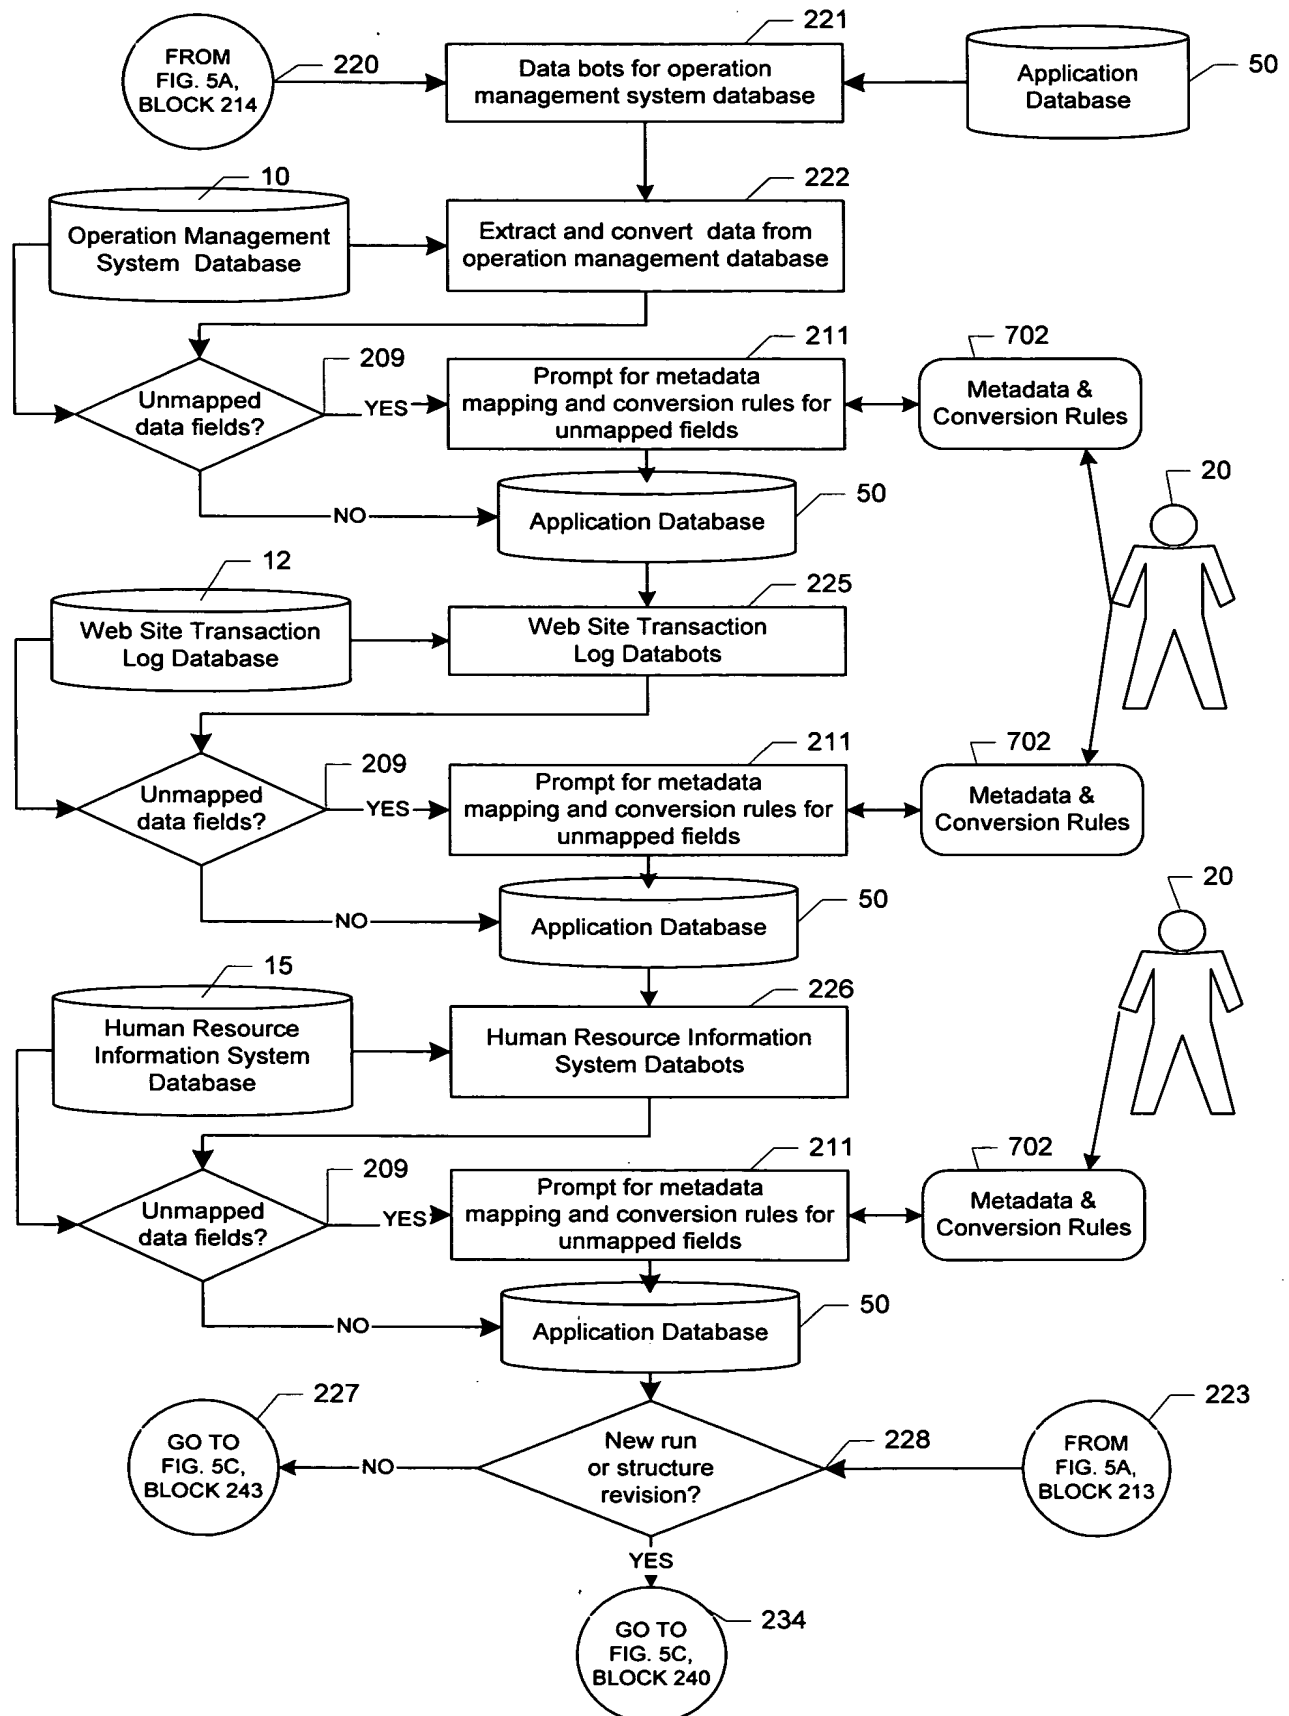 221
FROM
FIG. 5A,
BLOCK 214
220
Data bots for operation
management system database
Application
Database
50
10
222
Operation Management
System Database
Extract and convert data from
operation management database
209
211
702
Unmapped
data fields?
YES
Prompt for metadata
mapping and conversion rules for
unmapped fields
Metadata &
Conversion Rules
20
NO
Application Database
50
12
225
Web Site Transaction
Log Database
Web Site Transaction
Log Databots
209
211
702
Unmapped
data fields?
YES
Prompt for metadata
mapping and conversion rules for
unmapped fields
Metadata &
Conversion Rules
20
NO
Application Database
50
15
226
Human Resource
Information System
Database
Human Resource Information
System Databots
209
211
702
Unmapped
data fields?
YES
Prompt for metadata
mapping and conversion rules for
unmapped fields
Metadata &
Conversion Rules
NO
Application Database
50
227
223
GO TO
FIG. 5C,
BLOCK 243
NO
New run
or structure
revision?
228
FROM
FIG. 5A,
BLOCK 213
YES
234
GO TO
FIG. 5C,
BLOCK 240